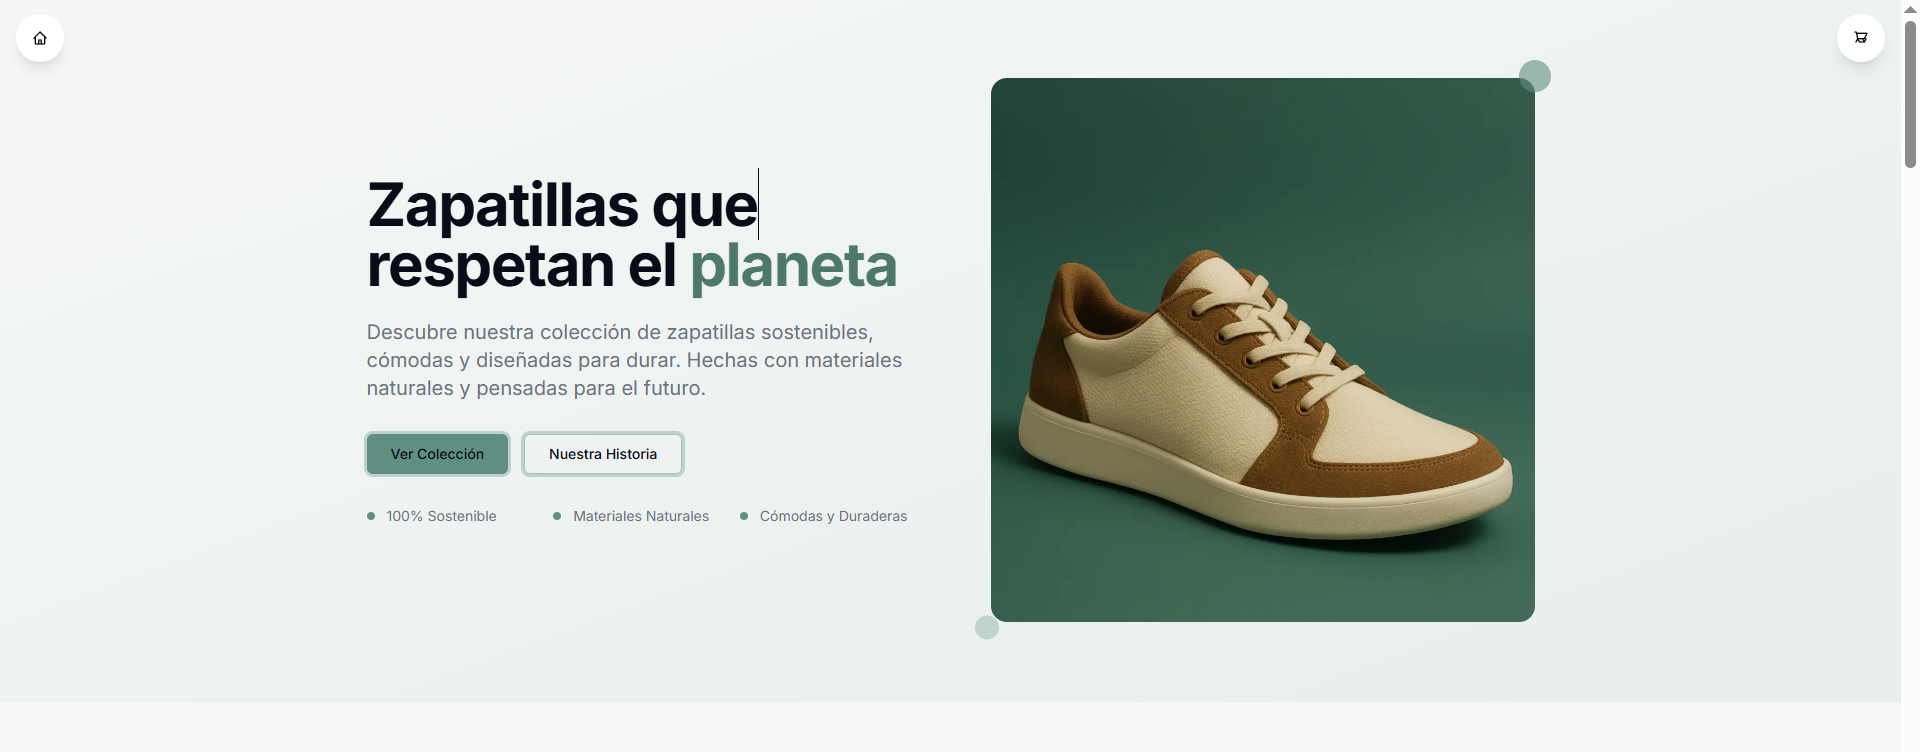 Zapatillas que
respetan el planeta
Descubre nuestra colección de zapatillas sostenibles,
cómodas y diseñadas para durar. Hechas con materiales
naturales y pensadas para el futuro.
Ver Colección
Nuestra Historia
100% Sostenible
Materiales Naturales
Cómodas y Duraderas